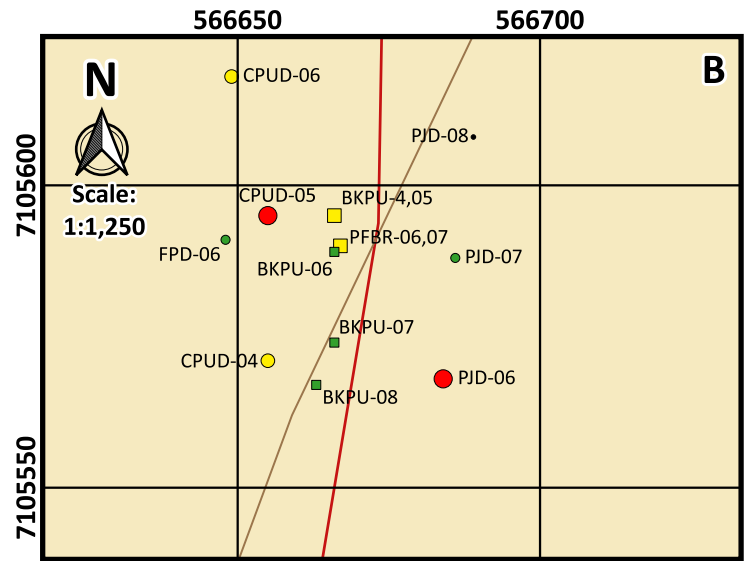 566650
566700
N
B
CPUD-06
PJD-08
7105600
Scale:
1:1,250
CPUD-05
BKPU-4,05
PFBR-06,07
FPD-06
BKPU-06
PJD-07
BKPU-07
CPUD-04
PJD-06
BKPU-08
7105550